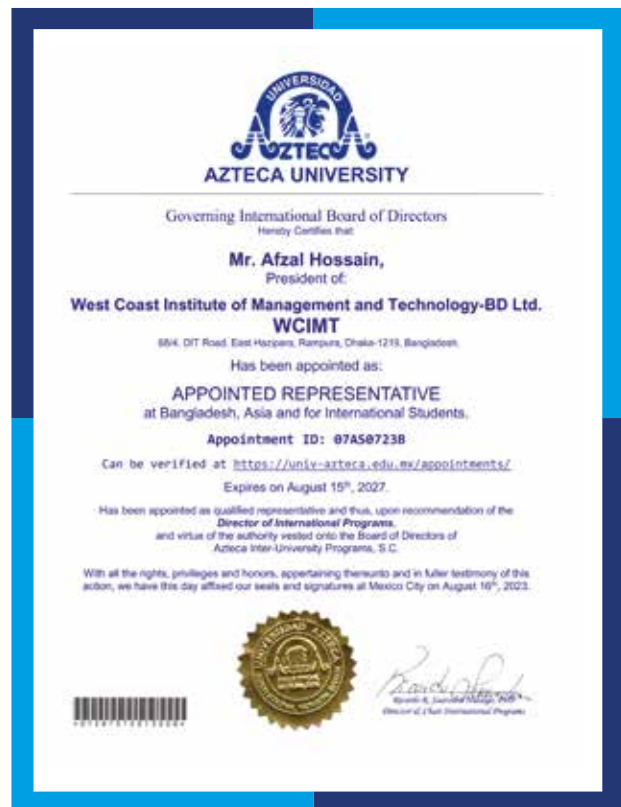 UNIVERSIDAD
AZTECA
AZTECA UNIVERSITY
Governing International Board of Directors
Hereby Certifies that:
Mr. Afzal Hossain,
President of:
West Coast Institute of Management and Technology-BD Ltd.
WCIMT
68/4. DIT Road. East Hazipara, Rampura, Dhaka-1219, Bangladesh.
Has been appointed as:
APPOINTED REPRESENTATIVE
at Bangladesh, Asia and for International Students.
Appointment ID: 07A50723B
Can be verified at https://univ-azteca.edu.mx/appointments/
Expires on August 15th, 2027.
Has been appointed as qualified representative and thus, upon recommendation of the
Director of International Programs,
and virtue of the authority vested onto the Board of Directors of
Azteca Inter-University Programs, S.C.
With all the rights, privileges and honors, appertaining thereunto and in fuller testimony of this
action, we have this day affixed our seals and signatures at Mexico City on August 16th, 2023.
UNIVERSIDAD AZTECA
Director & Chair International Programs